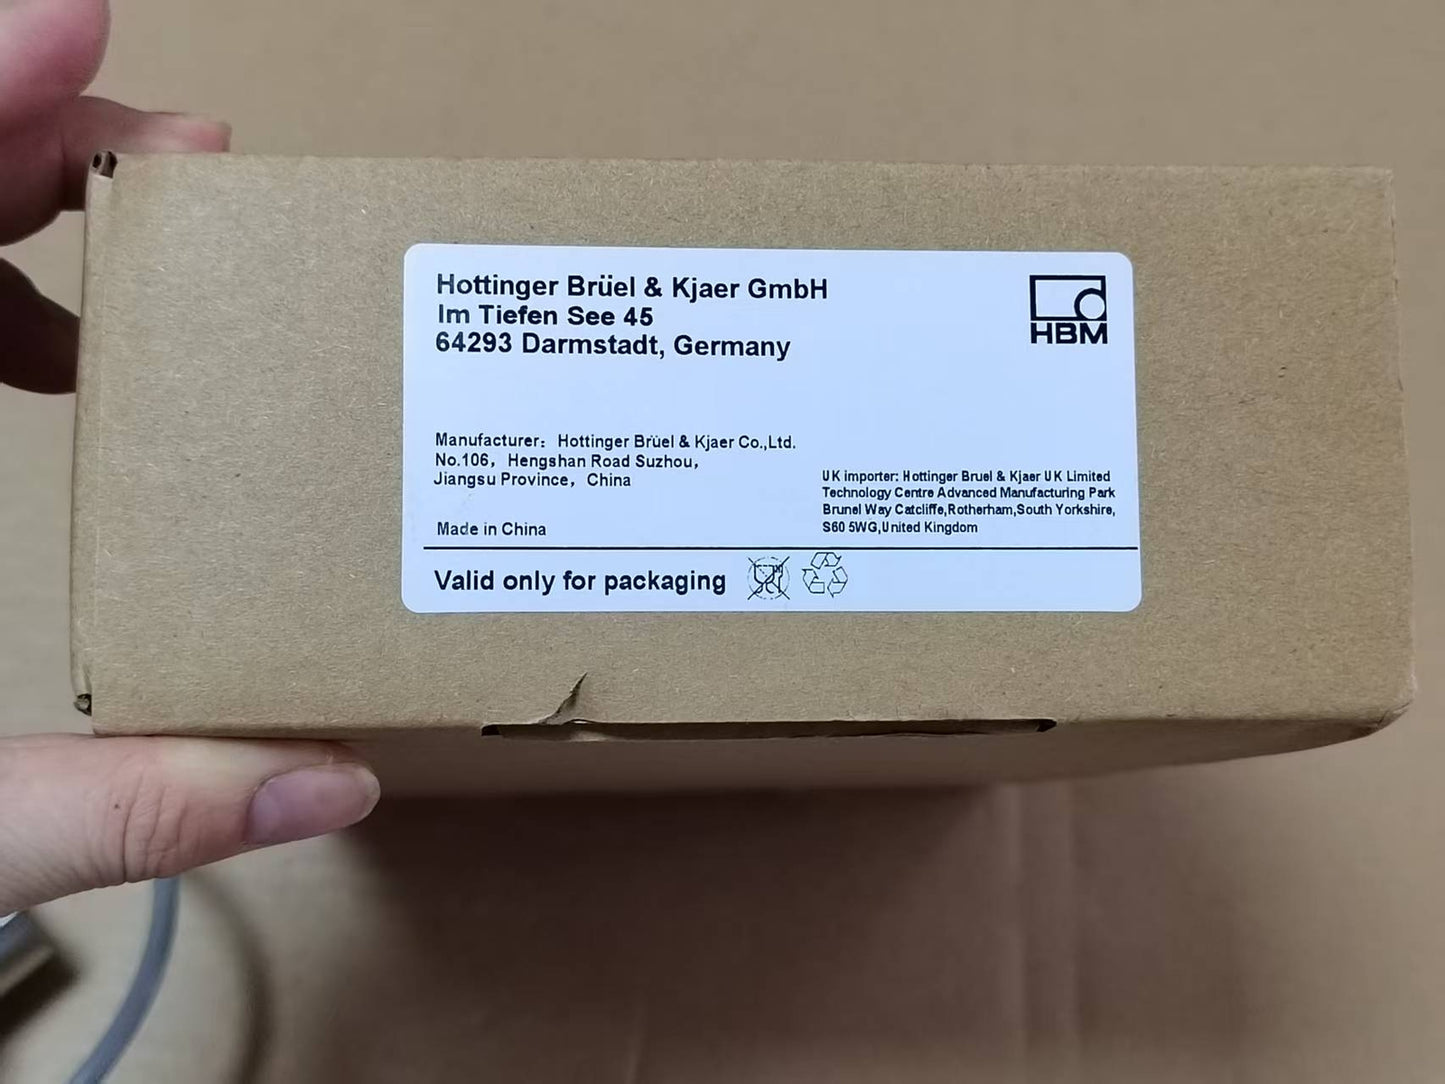 Hottinger Brüel & Kjaer GmbH
Im Tiefen See 45
64293 Darmstadt, Germany
HBM
Manufacturer: Hottinger Brüel & Kjaer Co.,Ltd.
No.106, Hengshan Road Suzhou,
Jiangsu Province, China
Made in China
UK importer: Hottinger Bruel & Kjaer UK Limited
Technology Centre Advanced Manufacturing Park
Brunel Way Catcliffe,Rotherham,South Yorkshire,
S60 5WG,United Kingdom
Valid only for packaging